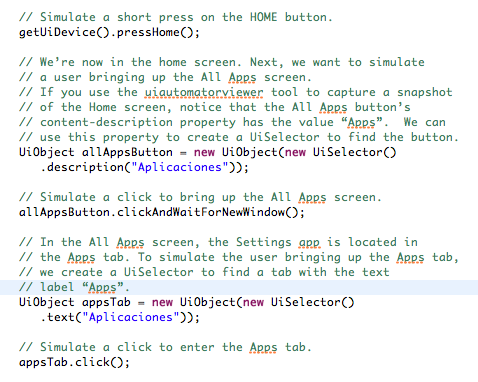 // Simulate a short press on the HOME button.
getUiDevice().pressHome();
// We’re now in the home screen. Next, we want to simulate
// a user bringing up the All Apps screen.
// If you use the uiautomatorviewer tool to capture a snapshot
// of the Home screen, notice that the All Apps button’s
// content-description property has the value “Apps”.  We can
// use this property to create a UiSelector to find the button.
UiObject allAppsButton = new UiObject(new UiSelector()
   .description("Aplicaciones"));
// Simulate a click to bring up the All Apps screen.
allAppsButton.clickAndWaitForNewWindow();
// In the All Apps screen, the Settings app is located in
// the Apps tab. To simulate the user bringing up the Apps tab,
// we create a UiSelector to find a tab with the text
// label “Apps”.
UiObject appsTab = new UiObject(new UiSelector()
   .text("Aplicaciones"));
// Simulate a click to enter the Apps tab.
appsTab.click();